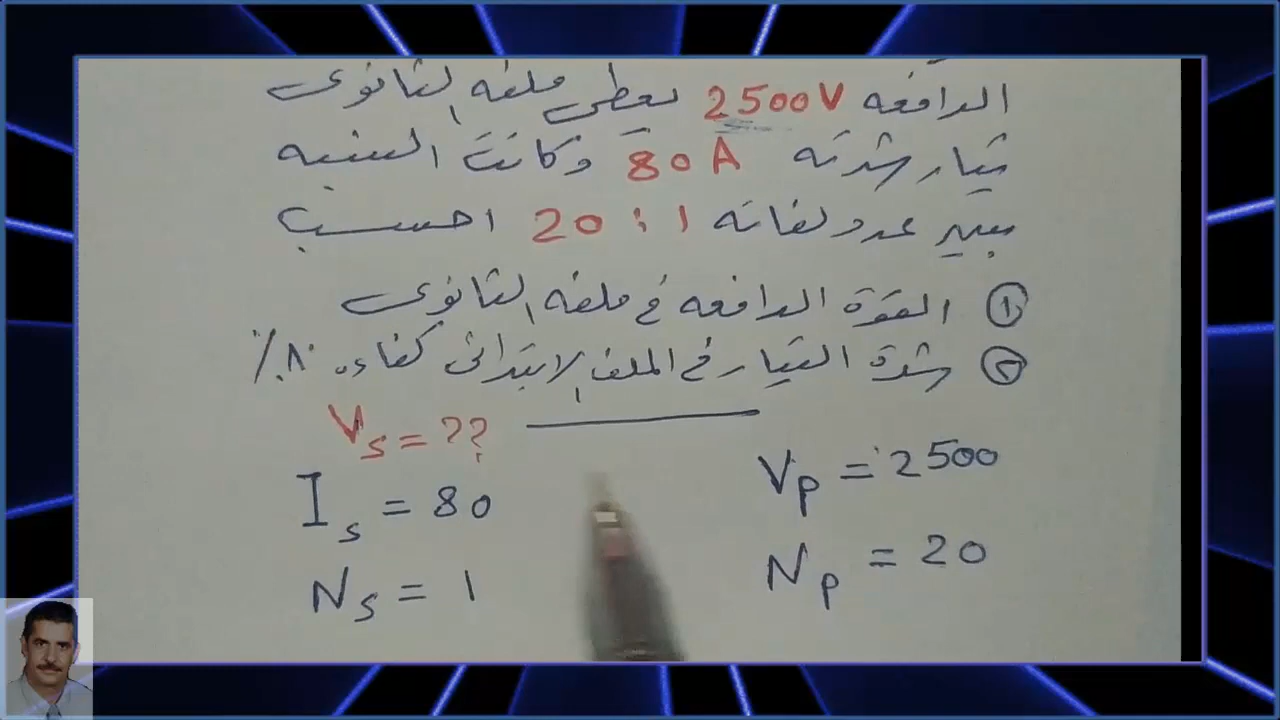 الدافعه 2500V يعطى ملفه الثانوى
تيار شدته 80A وكانت النسبه
بين عدد لفاته 1 : 20 احسب
① القوة الدافعه فى ملفه الثانوى
② شدة التيار فى الملف الابتدائى كفاءه ٨٠٪
Vs = ??
Vp = 2500
Is = 80
Np = 20
Ns = 1